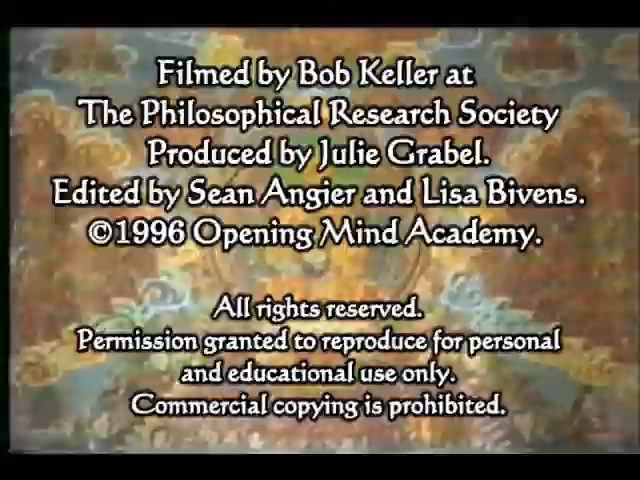 Filmed by Bob Keller at
The Philosophical Research Society
Produced by Julie Grabel.
Edited by Sean Angier and Lisa Bivens.
©1996 Opening Mind Academy.
All rights reserved.
Permission granted to reproduce for personal
and educational use only.
Commercial copying is prohibited.